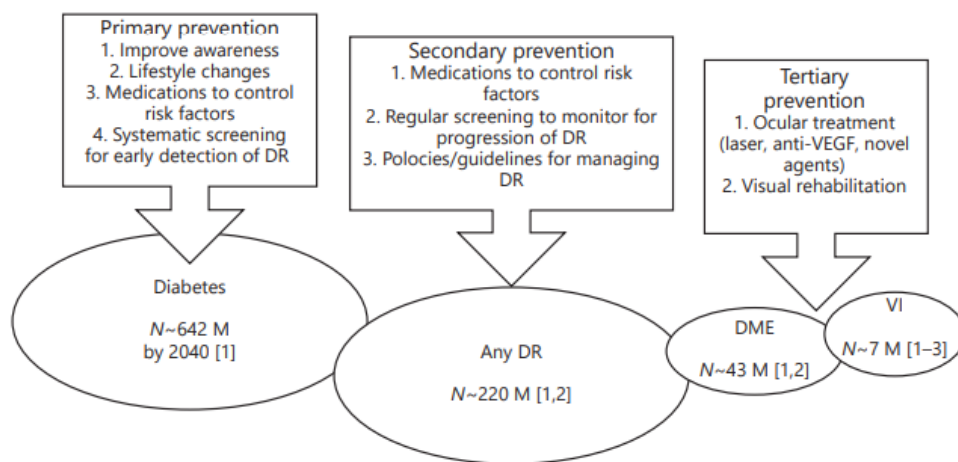 Primary prevention
1. Improve awareness
2. Lifestyle changes
3. Medications to control
risk factors
4. Systematic screening
for early detection of DR
Secondary prevention
1. Medications to control risk
factors
2. Regular screening to monitor for
progression of DR
3. Polocies/guidelines for managing
DR
Tertiary
prevention
1. Ocular treatment
(laser, anti-VEGF, novel
agents)
2. Visual rehabilitation
Diabetes
N~642 M
by 2040 [1]
Any DR
N~220 M [1,2]
DME
N~43 M [1,2]
VI
N~7 M [1–3]